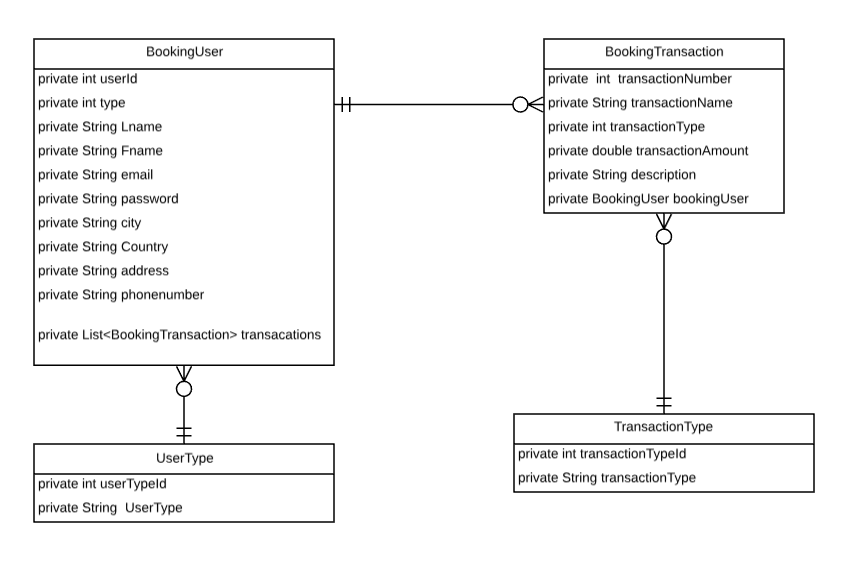 BookingUser
private int userId
private int type
private String Lname
private String Fname
private String email
private String password
private String city
private String Country
private String address
private String phonenumber
private List<BookingTransaction> transacations
BookingTransaction
private  int  transactionNumber
private String transactionName
private int transactionType
private double transactionAmount
private String description
private BookingUser bookingUser
UserType
private int userTypeId
private String  UserType
TransactionType
private int transactionTypeId
private String transactionType